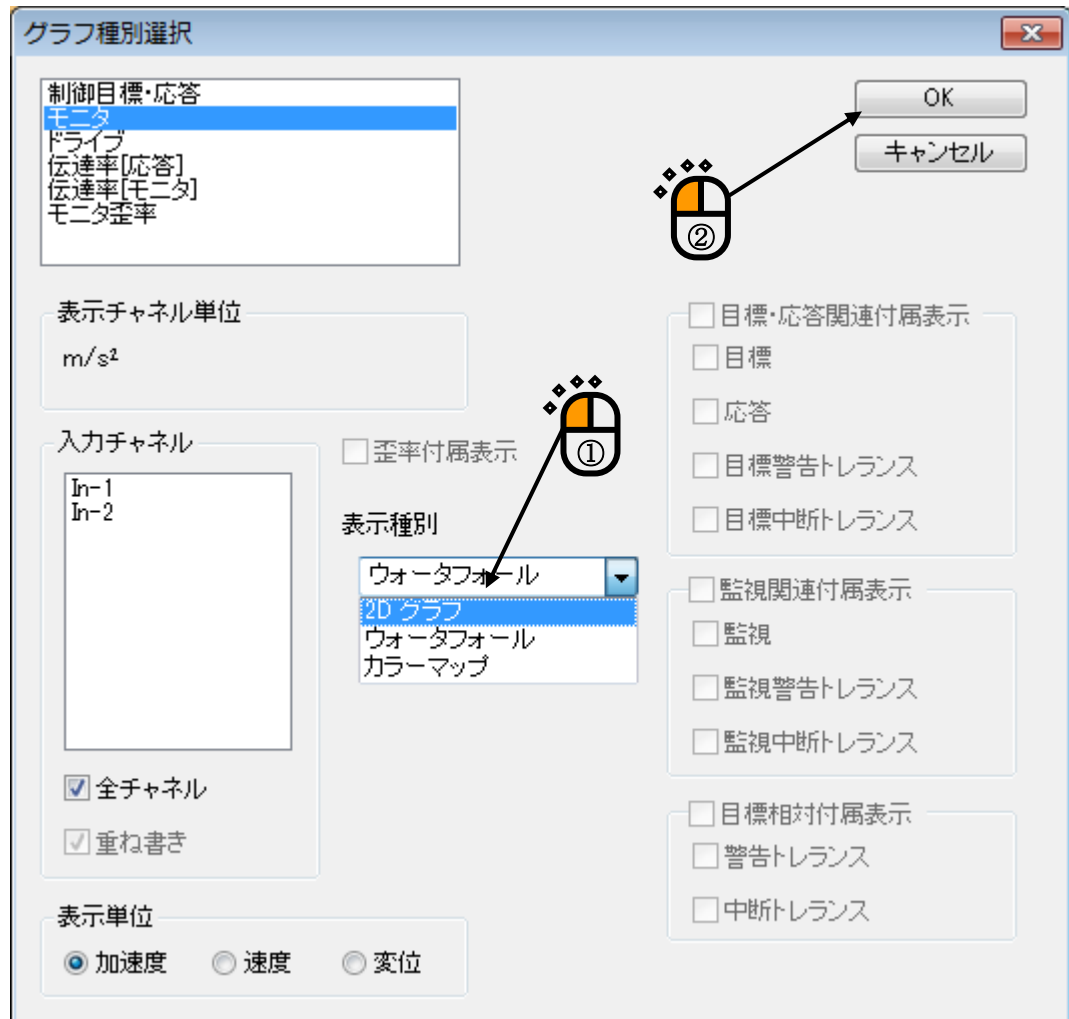 グラフ種別選択
制御目標・応答
モニタ
ドライブ
伝達率[応答]
伝達率[モニタ]
モニタ歪率
OK
キャンセル
②
表示チャネル単位
m/s²
入力チャネル
In-1
In-2
全チャネル
重ね書き
歪率付属表示
①
表示種別
ウォータフォール
2D グラフ
ウォータフォール
カラーマップ
表示単位
加速度
速度
変位
目標・応答関連付属表示
目標
応答
目標警告トレランス
目標中断トレランス
監視関連付属表示
監視
監視警告トレランス
監視中断トレランス
目標相対付属表示
警告トレランス
中断トレランス